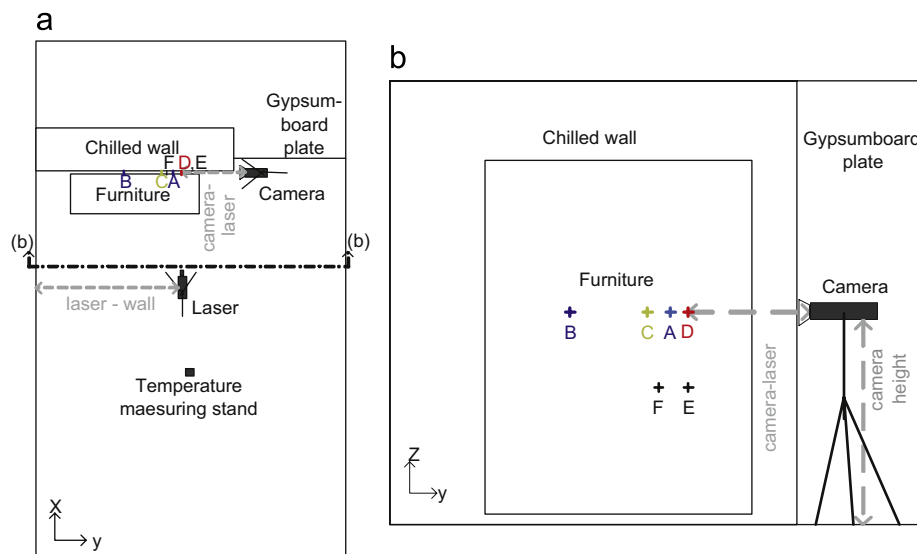 a
Gypsum-
board
plate
Chilled wall
F D,E
B C A
Furniture
Camera
camera-
laser
(b) (b)
laser - wall
Laser
Temperature
maesuring stand
X
y
b
Chilled wall
Gypsumboard
plate
Furniture
Camera
B C A D
F E
camera-laser
camera
height
Z
y